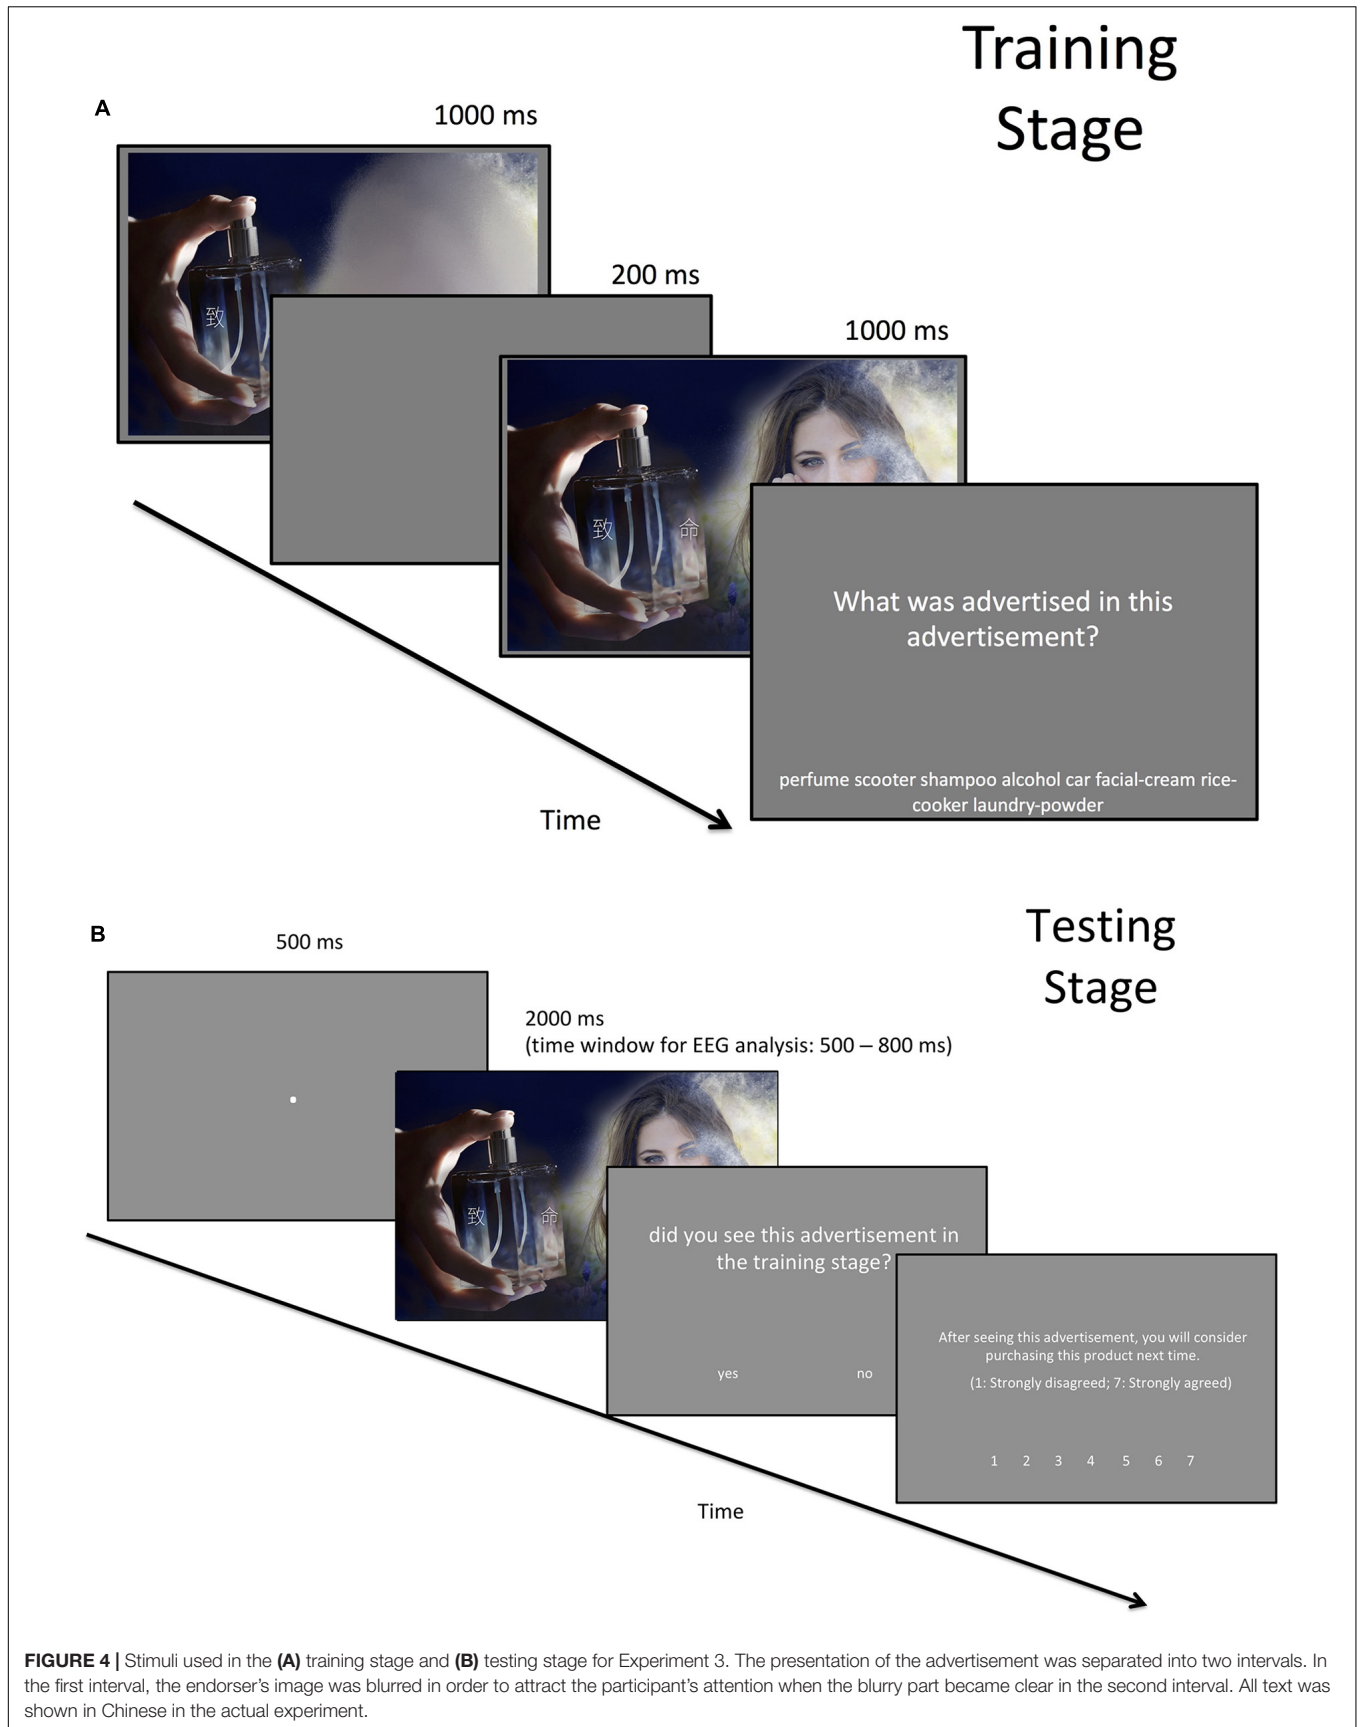 Training
Stage
A
1000 ms
致
200 ms
1000 ms
致 命
What was advertised in this
advertisement?
perfume scooter shampoo alcohol car facial-cream rice-
cooker laundry-powder
Time
Testing
Stage
B
500 ms
2000 ms
(time window for EEG analysis: 500 – 800 ms)
致 命
did you see this advertisement in
the training stage?
yes no
After seeing this advertisement, you will consider
purchasing this product next time.
(1: Strongly disagreed; 7: Strongly agreed)
1 2 3 4 5 6 7
Time
FIGURE 4 | Stimuli used in the (A) training stage and (B) testing stage for Experiment 3. The presentation of the advertisement was separated into two intervals. In
the first interval, the endorser’s image was blurred in order to attract the participant’s attention when the blurry part became clear in the second interval. All text was
shown in Chinese in the actual experiment.